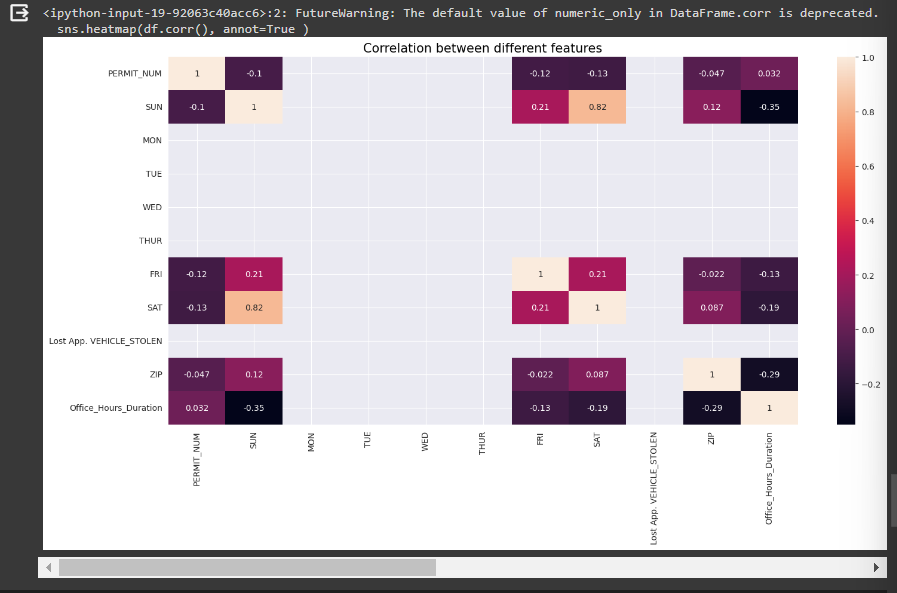 <ipython-input-19-92063c40acc6>:2: FutureWarning: The default value of numeric_only in DataFrame.corr is deprecated.
sns.heatmap(df.corr(), annot=True )
Correlation between different features
PERMIT_NUM 1 -0.1 -0.12 -0.13 -0.047 0.032
SUN -0.1 1 0.21 0.82 0.12 -0.35
MON
TUE
WED
THUR
FRI -0.12 0.21 1 0.21 -0.022 -0.13
SAT -0.13 0.82 0.21 1 0.087 -0.19
Lost App. VEHICLE_STOLEN
ZIP -0.047 0.12 -0.022 0.087 1 -0.29
Office_Hours_Duration 0.032 -0.35 -0.13 -0.19 -0.29 1
PERMIT_NUM
SUN
MON
TUE
WED
THUR
FRI
SAT
Lost App. VEHICLE_STOLEN
ZIP
Office_Hours_Duration
1.0
0.8
0.6
0.4
0.2
0.0
−0.2